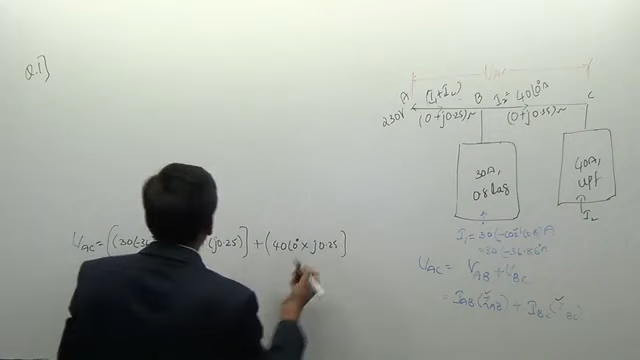 Q.1]
A (I₁+I₂) B I₂= 40∠0°A C
230V (0+j0.25)Ω (0+j0.35)Ω
30A,
0.8 lag
40A,
upf
I₂
I₁ = 30∠-cos⁻¹(0.8) A
= 30∠-36.86°A
V_AC = [(30∠-36 (j0.25)] + (40∠0° × j0.25]
V_AC = V_AB + V_BC
= I_AB (Z_AB) + I_BC (Z_BC)